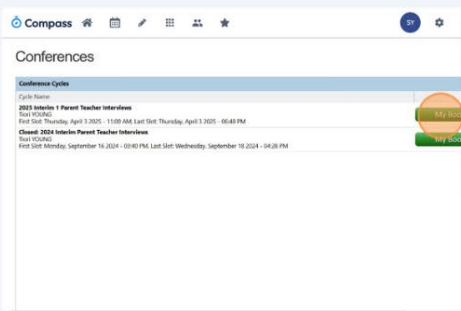 Compass
SY
Conferences
Conference Cycles
Cycle Name
2025 Interim 1 Parent Teacher Interviews
Tiori YOUNG
First Slot: Thursday, April 3 2025 - 11:00 AM, Last Slot: Thursday, April 3 2025 - 06:40 PM
My Boo
Closed: 2024 Interim Parent Teacher Interviews
Tiori YOUNG
First Slot: Monday, September 16 2024 - 03:40 PM, Last Slot: Wednesday, September 18 2024 - 04:28 PM
My Boo